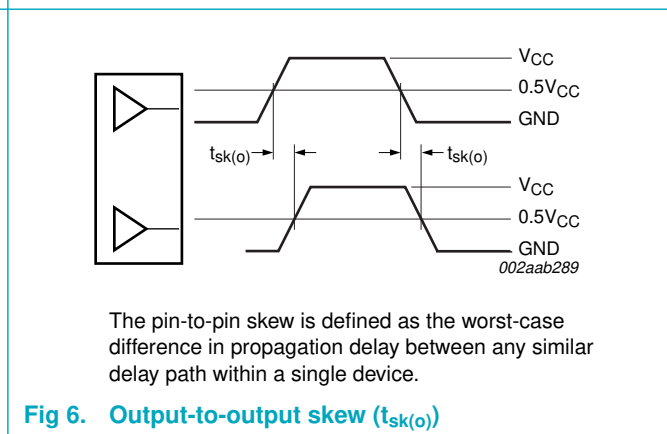 VCC
0.5VCC
GND
tsk(o) tsk(o)
VCC
0.5VCC
GND
002aab289
The pin-to-pin skew is defined as the worst-case
difference in propagation delay between any similar
delay path within a single device.
Fig 6. Output-to-output skew (tsk(o))